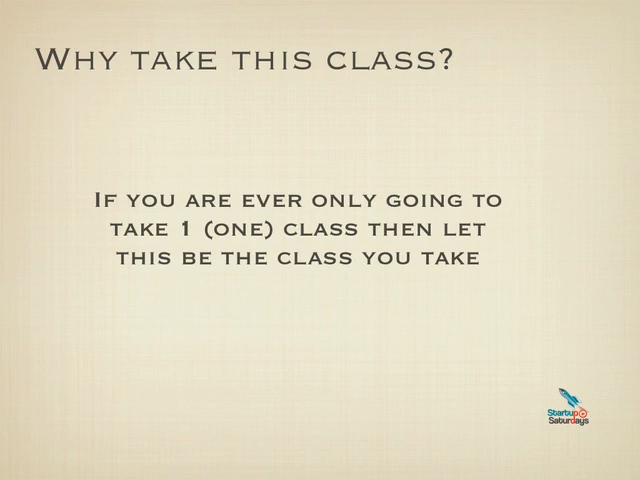 Why take this class?
If you are ever only going to
take 1 (one) class then let
this be the class you take
Startup
Saturdays